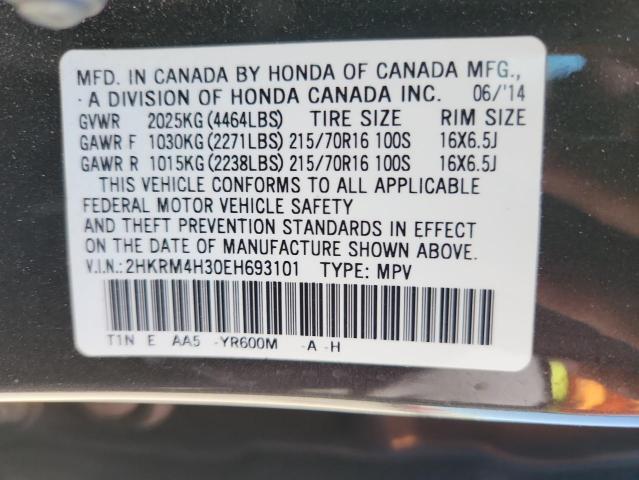 MFD. IN CANADA BY HONDA OF CANADA MFG.,
A DIVISION OF HONDA CANADA INC. 06/'14
GVWR 2025KG (4464LBS) TIRE SIZE RIM SIZE
GAWR F 1030KG (2271LBS) 215/70R16 100S 16X6.5J
GAWR R 1015KG (2238LBS) 215/70R16 100S 16X6.5J
THIS VEHICLE CONFORMS TO ALL APPLICABLE
FEDERAL MOTOR VEHICLE SAFETY
AND THEFT PREVENTION STANDARDS IN EFFECT
ON THE DATE OF MANUFACTURE SHOWN ABOVE.
V.I.N.:2HKRM4H30EH693101 TYPE: MPV
T1N E AA5 -YR600M -A -H